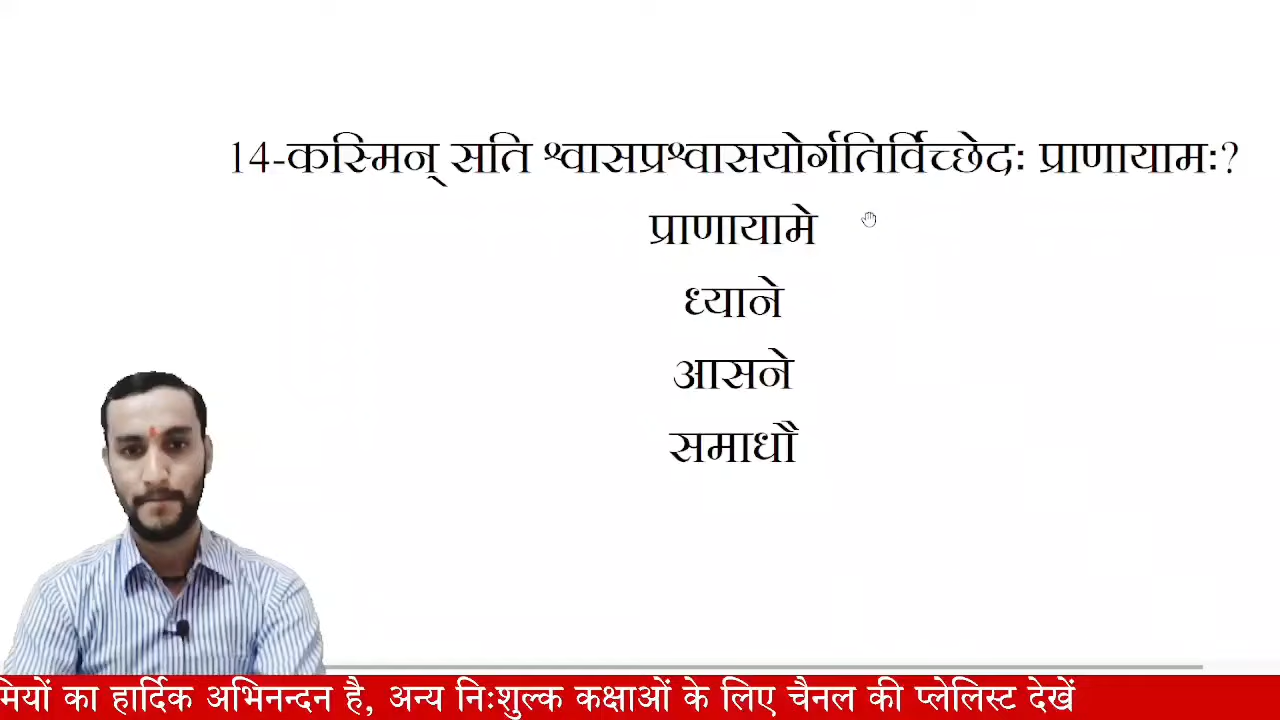 14-कस्मिन् सति श्वासप्रश्वासयोर्गतिर्विच्छेदः प्राणायामः?
प्राणायामे
ध्याने
आसने
समाधौ
मियों का हार्दिक अभिनन्दन है, अन्य निःशुल्क कक्षाओं के लिए चैनल की प्लेलिस्ट देखें